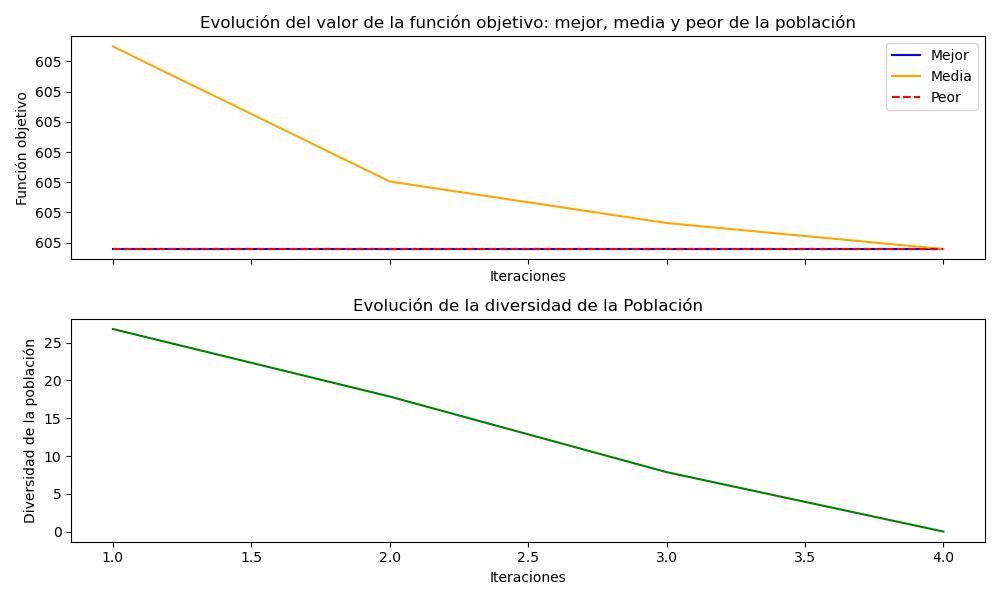 Evolución del valor de la función objetivo: mejor, media y peor de la población
605
605
605
605
605
605
605
Función objetivo
Mejor
Media
Peor
Iteraciones
Evolución de la diversidad de la Población
25
20
15
10
5
0
Diversidad de la población
1.0 1.5 2.0 2.5 3.0 3.5 4.0
Iteraciones